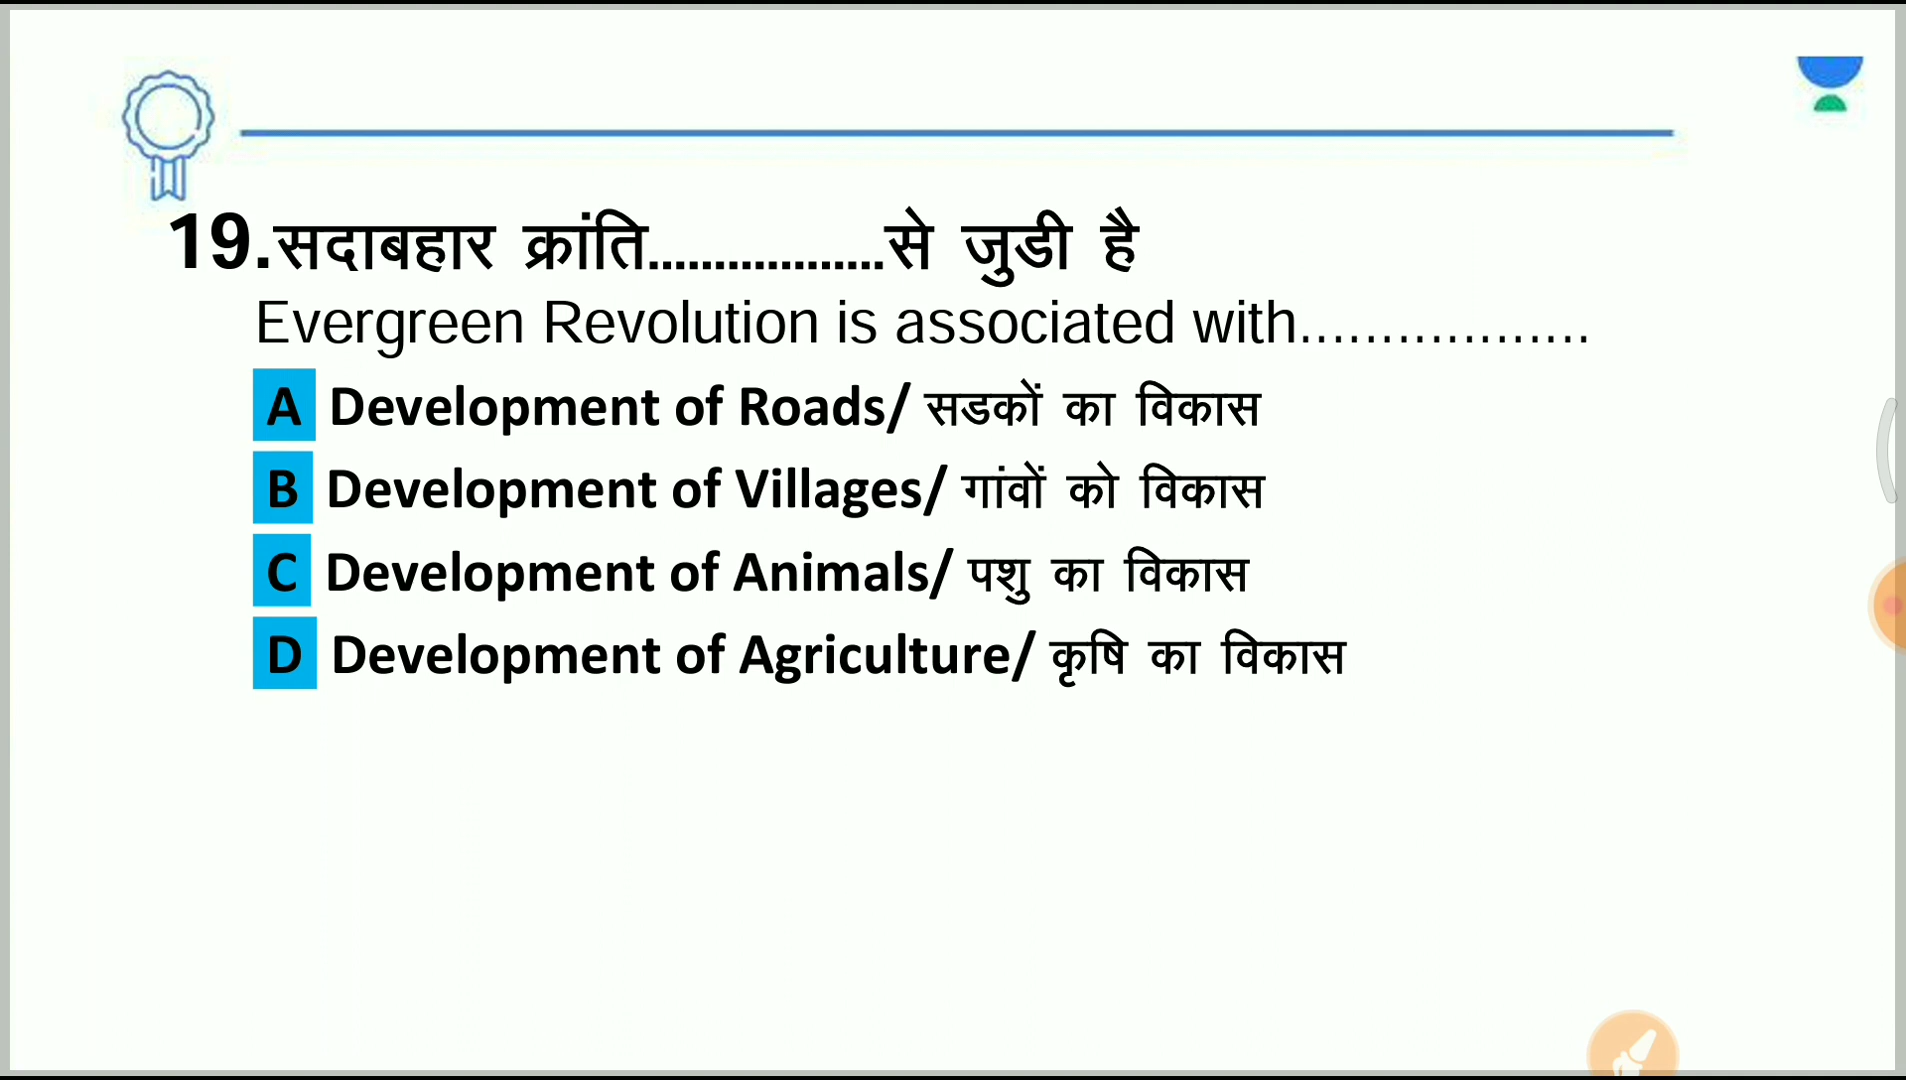 19.सदाबहार क्रांति..................से जुडी है
Evergreen Revolution is associated with..................
A Development of Roads/ सडकों का विकास
B Development of Villages/ गांवों को विकास
C Development of Animals/ पशु का विकास
D Development of Agriculture/ कृषि का विकास